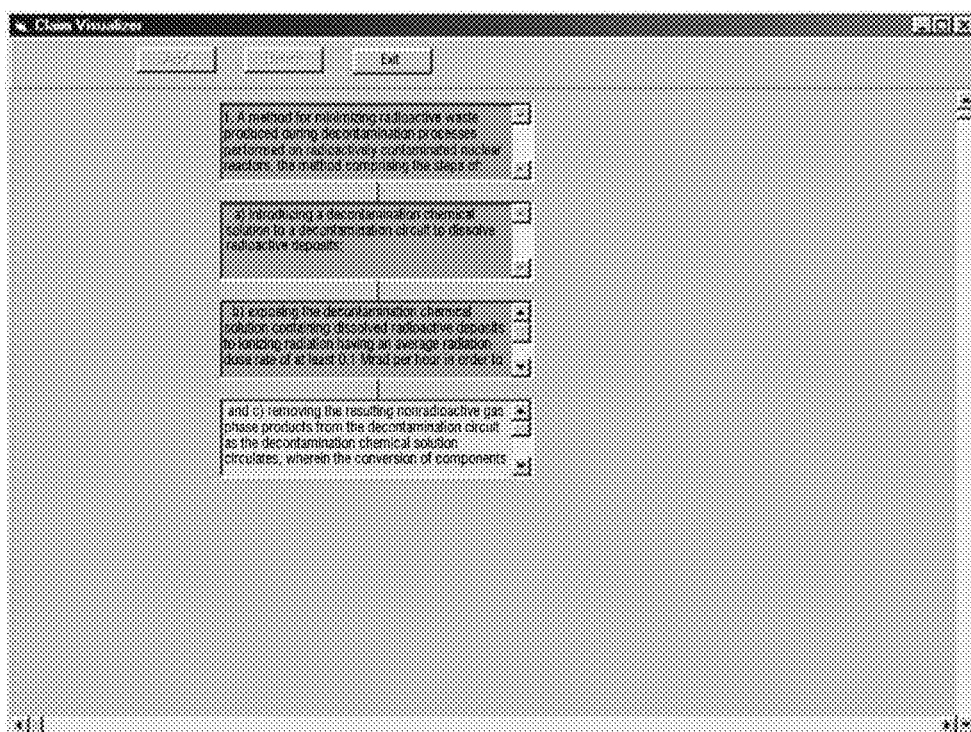 Claim Visualizer
Exit
1. A method for minimizing radioactive waste
produced during decontamination processes
performed on radioactively contaminated nuclear
reactors, the method comprising the steps of:
a) introducing a decontamination chemical
solution to a decontamination circuit to dissolve
radioactive deposits;
b) exposing the decontamination chemical
solution containing dissolved radioactive deposits
to ionizing radiation having an average radiation
dose rate of at least 0.1 Mrad per hour in order to
and c) removing the resulting nonradioactive gas
phase products from the decontamination circuit
as the decontamination chemical solution
circulates, wherein the conversion of components